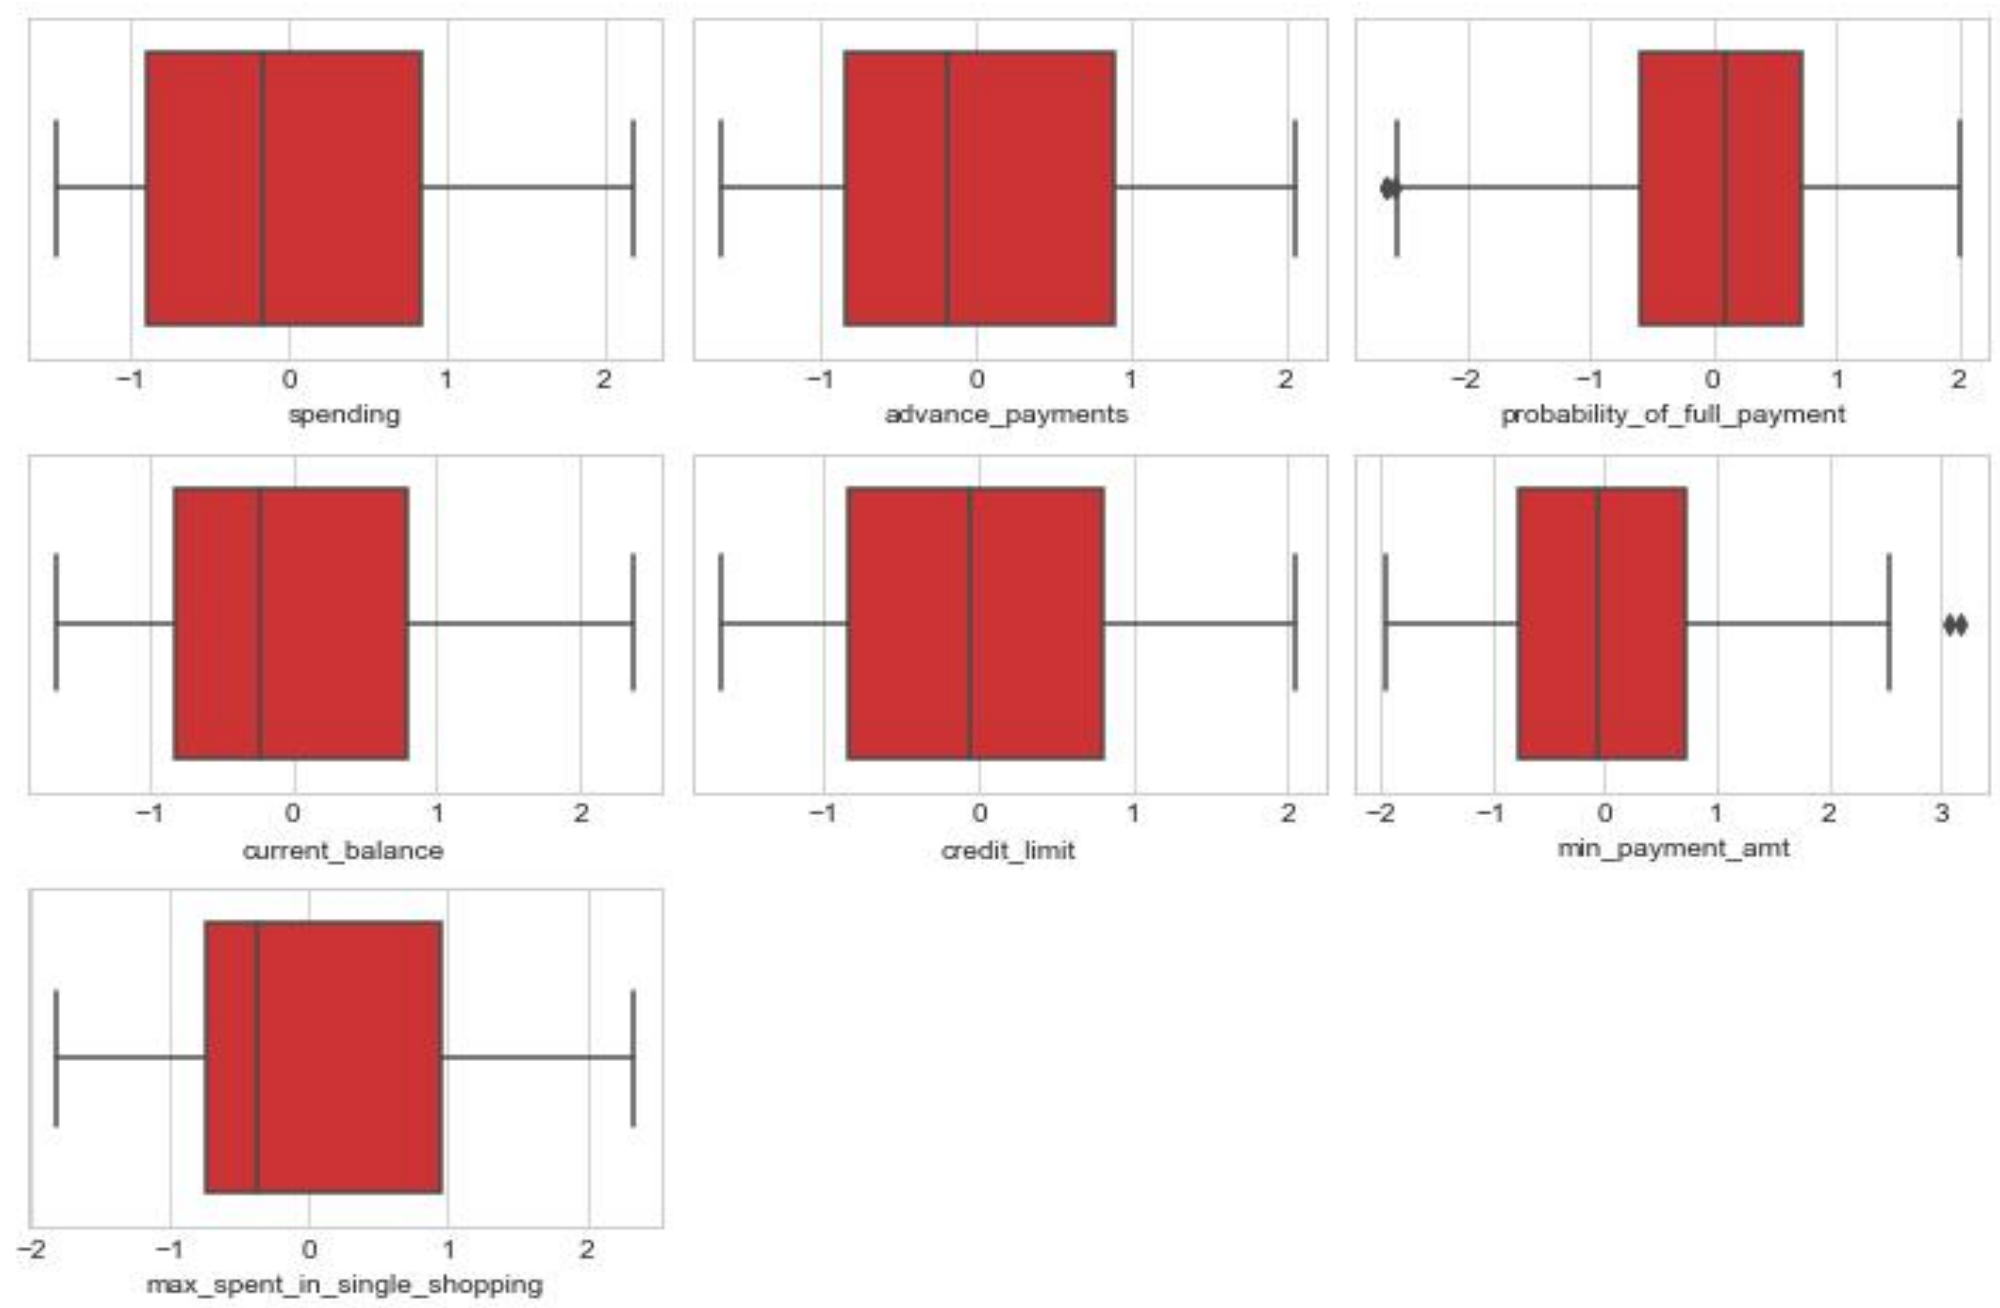 −1 0 1 2
spending
−1 0 1 2
advance_payments
−2 −1 0 1 2
probability_of_full_payment
−1 0 1 2
current_balance
−1 0 1 2
credit_limit
−2 −1 0 1 2 3
min_payment_amt
−2 −1 0 1 2
max_spent_in_single_shopping